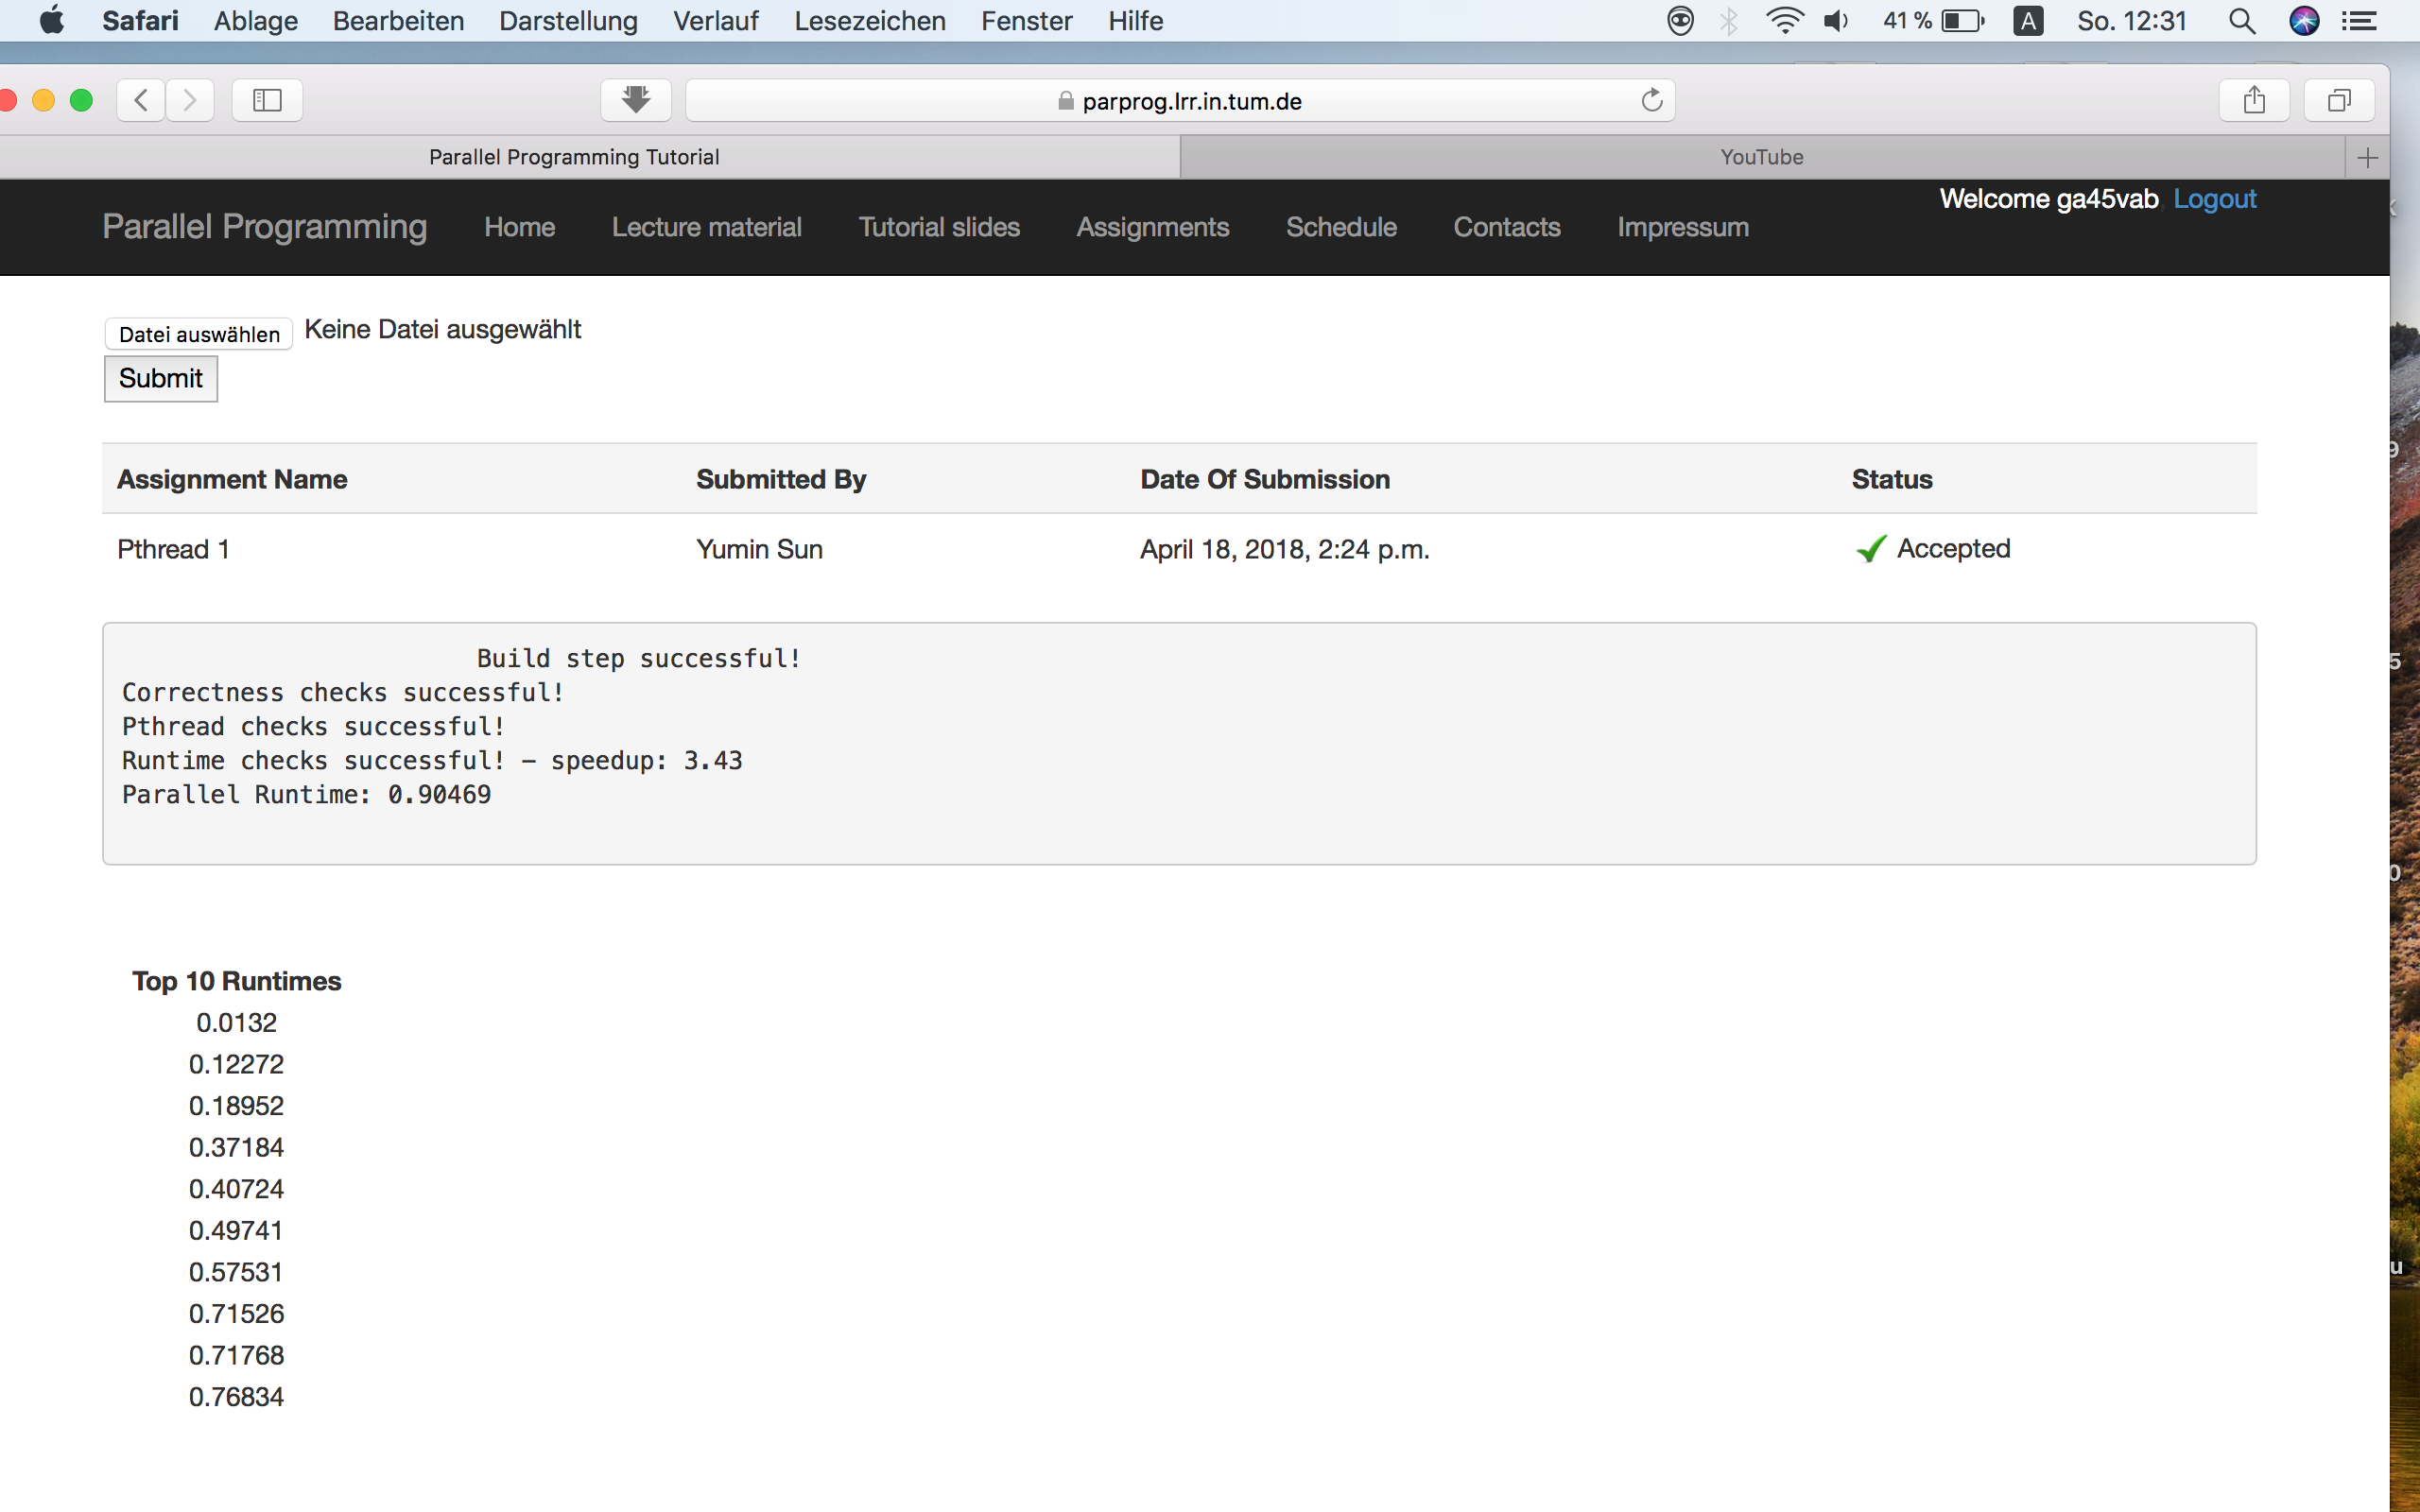 Safari Ablage Bearbeiten Darstellung Verlauf Lesezeichen Fenster Hilfe 41 % A So. 12:31
parprog.lrr.in.tum.de
Parallel Programming Tutorial YouTube
Welcome ga45vab, Logout
Parallel Programming Home Lecture material Tutorial slides Assignments Schedule Contacts Impressum
Datei auswählen Keine Datei ausgewählt
Submit
Assignment Name Submitted By Date Of Submission Status
Pthread 1 Yumin Sun April 18, 2018, 2:24 p.m. Accepted
Build step successful!
Correctness checks successful!
Pthread checks successful!
Runtime checks successful! – speedup: 3.43
Parallel Runtime: 0.90469
Top 10 Runtimes
0.0132
0.12272
0.18952
0.37184
0.40724
0.49741
0.57531
0.71526
0.71768
0.76834